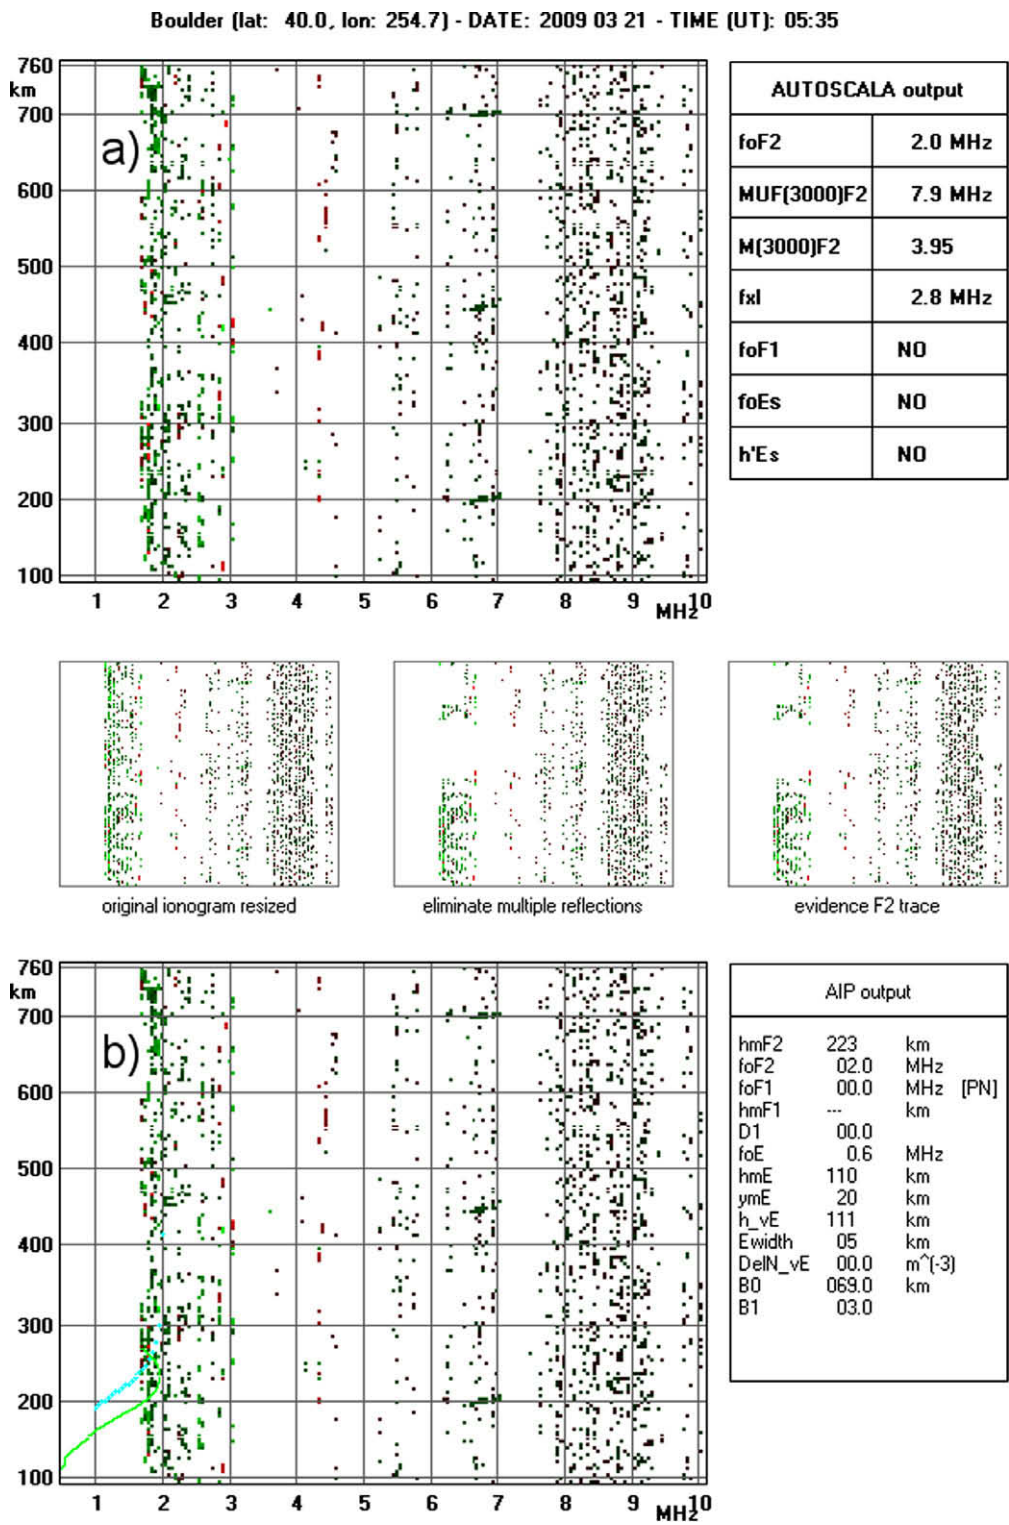 Boulder (lat: 40.0, lon: 254.7) - DATE: 2009 03 21 - TIME (UT): 05:35
760
km
700
600
500
400
300
200
100
a)
1 2 3 4 5 6 7 8 9 10
MHz
AUTOSCALA output
foF2 2.0 MHz
MUF(3000)F2 7.9 MHz
M(3000)F2 3.95
fxI 2.8 MHz
foF1 NO
foEs NO
h'Es NO
original ionogram resized
eliminate multiple reflections
evidence F2 trace
760
km
700
600
500
400
300
200
100
b)
1 2 3 4 5 6 7 8 9 10
MHz
AIP output
hmF2 223 km
foF2 02.0 MHz
foF1 00.0 MHz [PN]
hmF1 --- km
D1 00.0
foE 0.6 MHz
hmE 110 km
ymE 20 km
h_vE 111 km
Ewidth 05 km
DelN_vE 00.0 m^(-3)
B0 069.0 km
B1 03.0